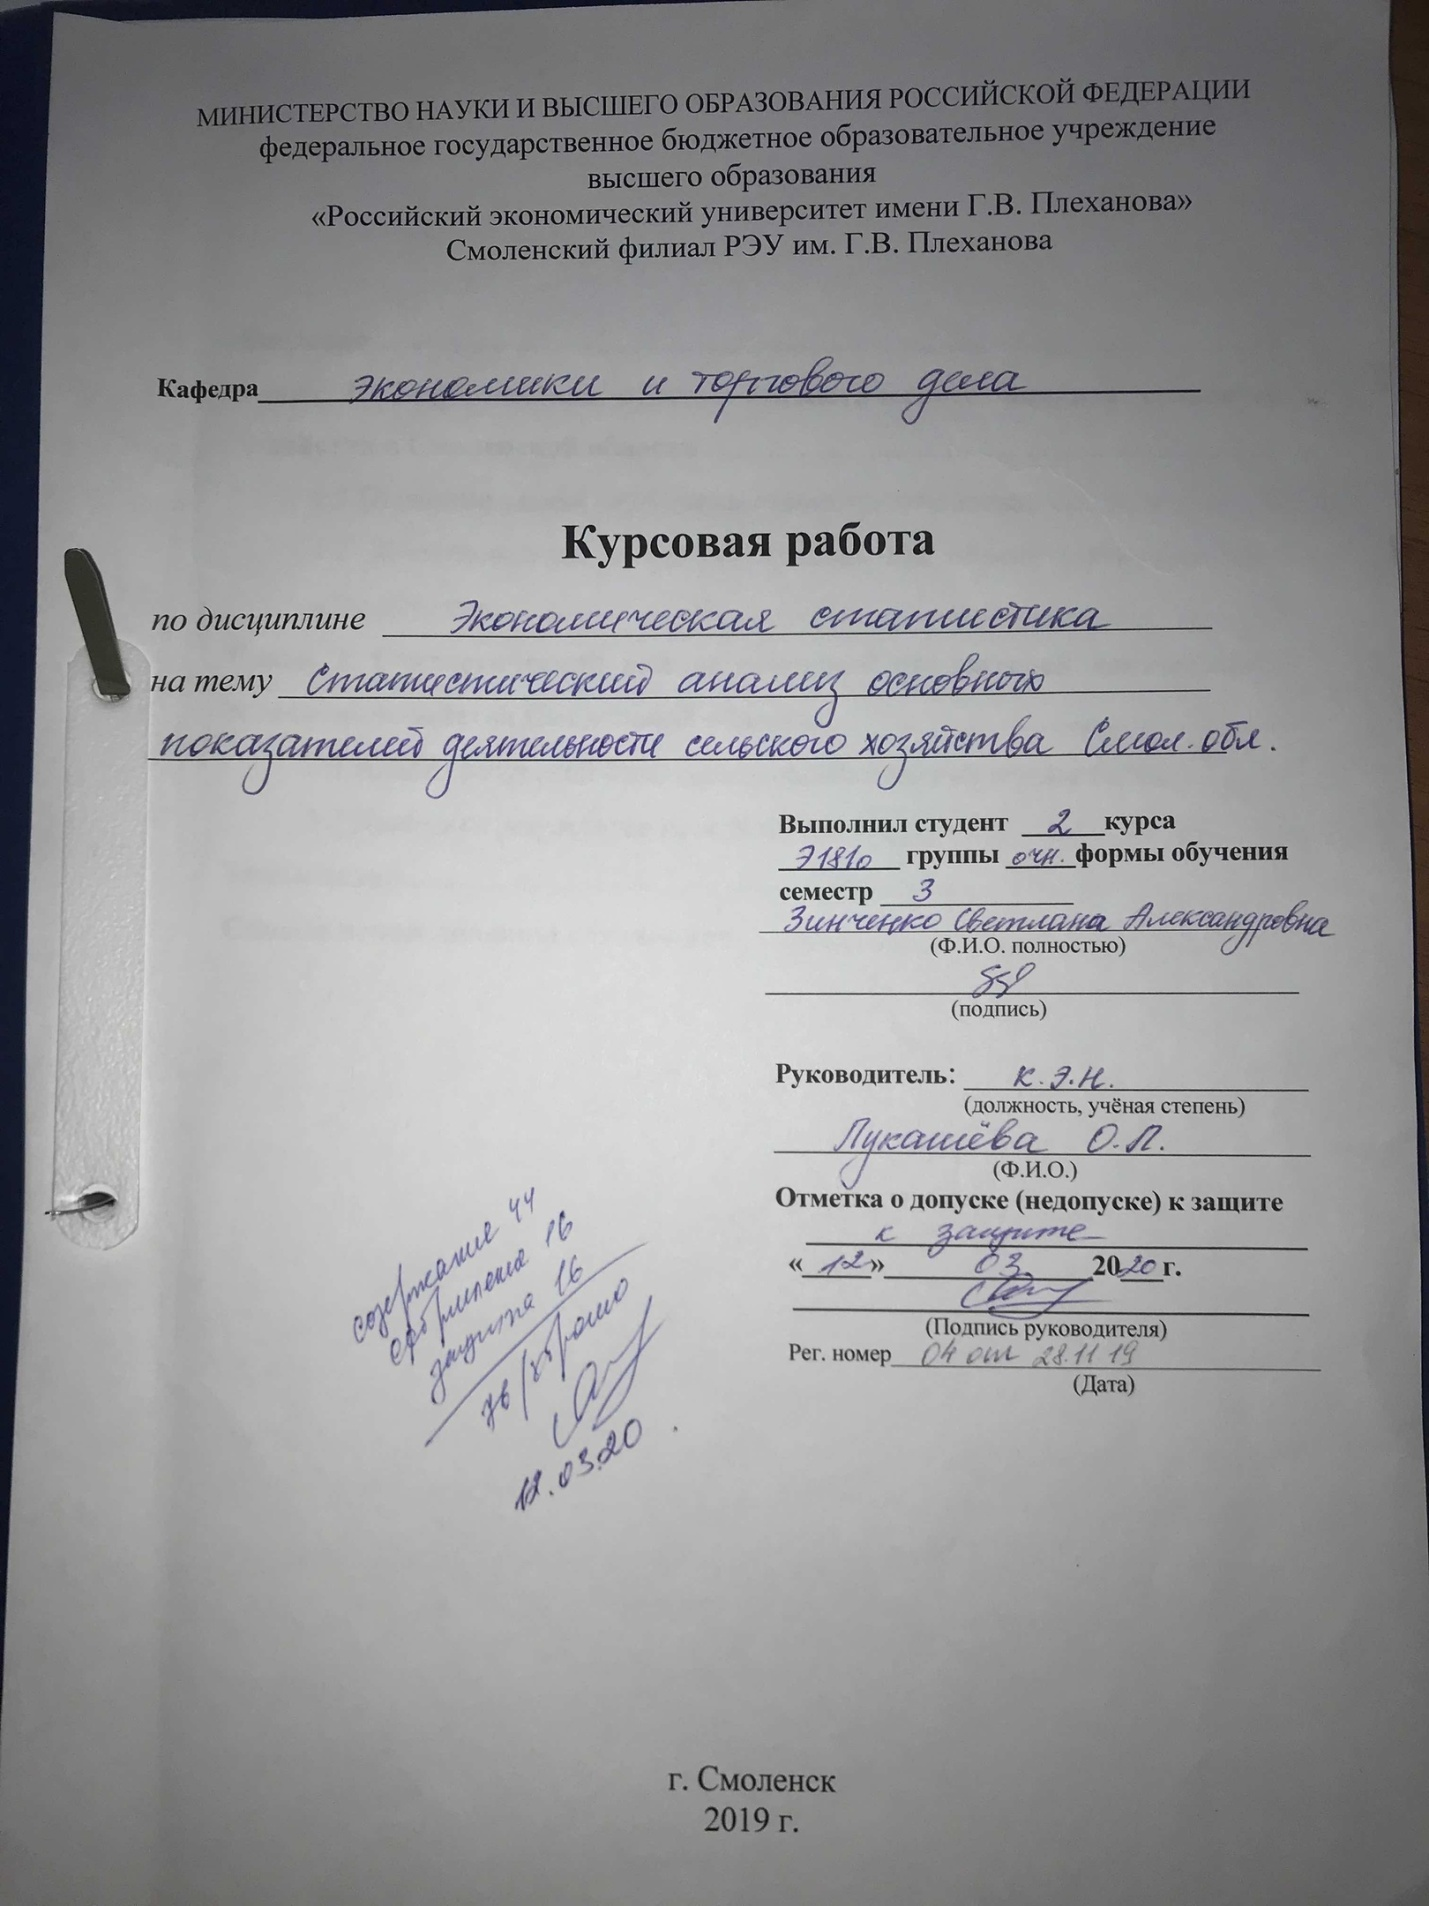 МИНИСТЕРСТВО НАУКИ И ВЫСШЕГО ОБРАЗОВАНИЯ РОССИЙСКОЙ ФЕДЕРАЦИИ
федеральное государственное бюджетное образовательное учреждение
высшего образования
«Российский экономический университет имени Г.В. Плеханова»
Смоленский филиал РЭУ им. Г.В. Плеханова
Кафедра экономики и торгового дела
Курсовая работа
по дисциплине Экономическая статистика
на тему Статистический анализ основных
показателей деятельности сельского хозяйства Смол. обл.
Выполнил студент 2 курса
Э181о группы очн. формы обучения
семестр 3
Зинченко Светлана Александровна
(Ф.И.О. полностью)
(подпись)
Руководитель: к.э.н.
(должность, учёная степень)
Лукашёва О.П.
(Ф.И.О.)
Отметка о допуске (недопуске) к защите
к защите
«12» 03 2020 г.
(Подпись руководителя)
Рег. номер 04 от 28.11 19
(Дата)
содержание 44
оформление 16
защита 16
76/хорошо
12.03.20
г. Смоленск
2019 г.